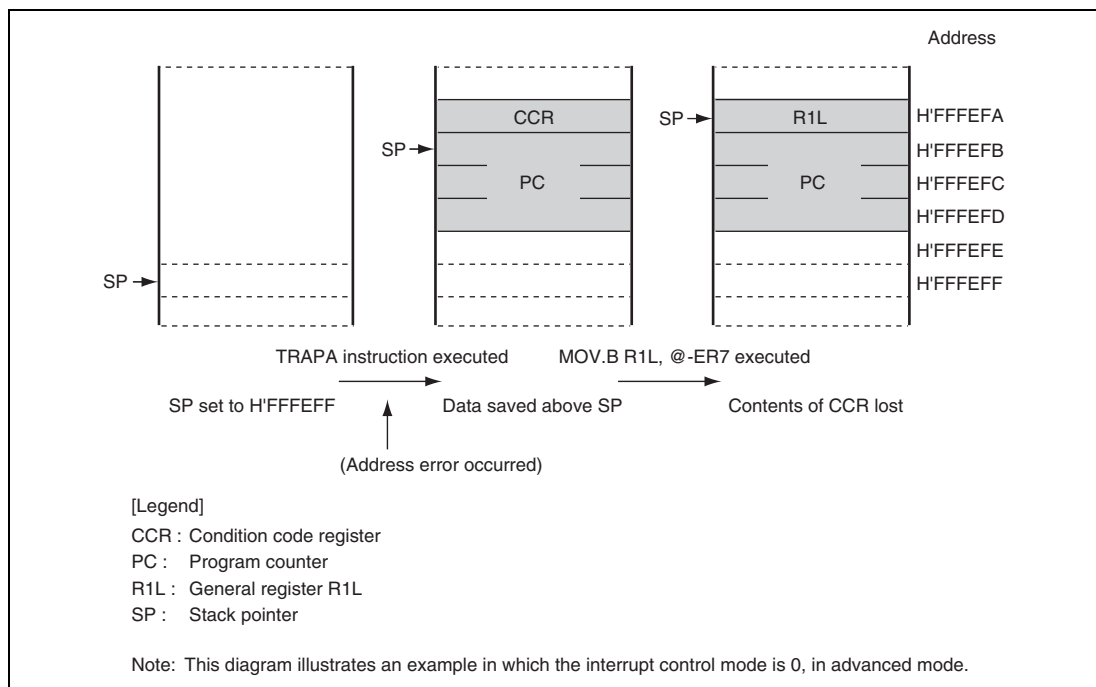 Address
CCR
SP
R1L
H'FFFEFA
SP
H'FFFEFB
PC
PC
H'FFFEFC
H'FFFEFD
H'FFFEFE
SP
H'FFFEFF
TRAPA instruction executed
MOV.B R1L, @-ER7 executed
SP set to H'FFFEFF
Data saved above SP
Contents of CCR lost
(Address error occurred)
[Legend]
CCR : Condition code register
PC : Program counter
R1L : General register R1L
SP : Stack pointer
Note: This diagram illustrates an example in which the interrupt control mode is 0, in advanced mode.